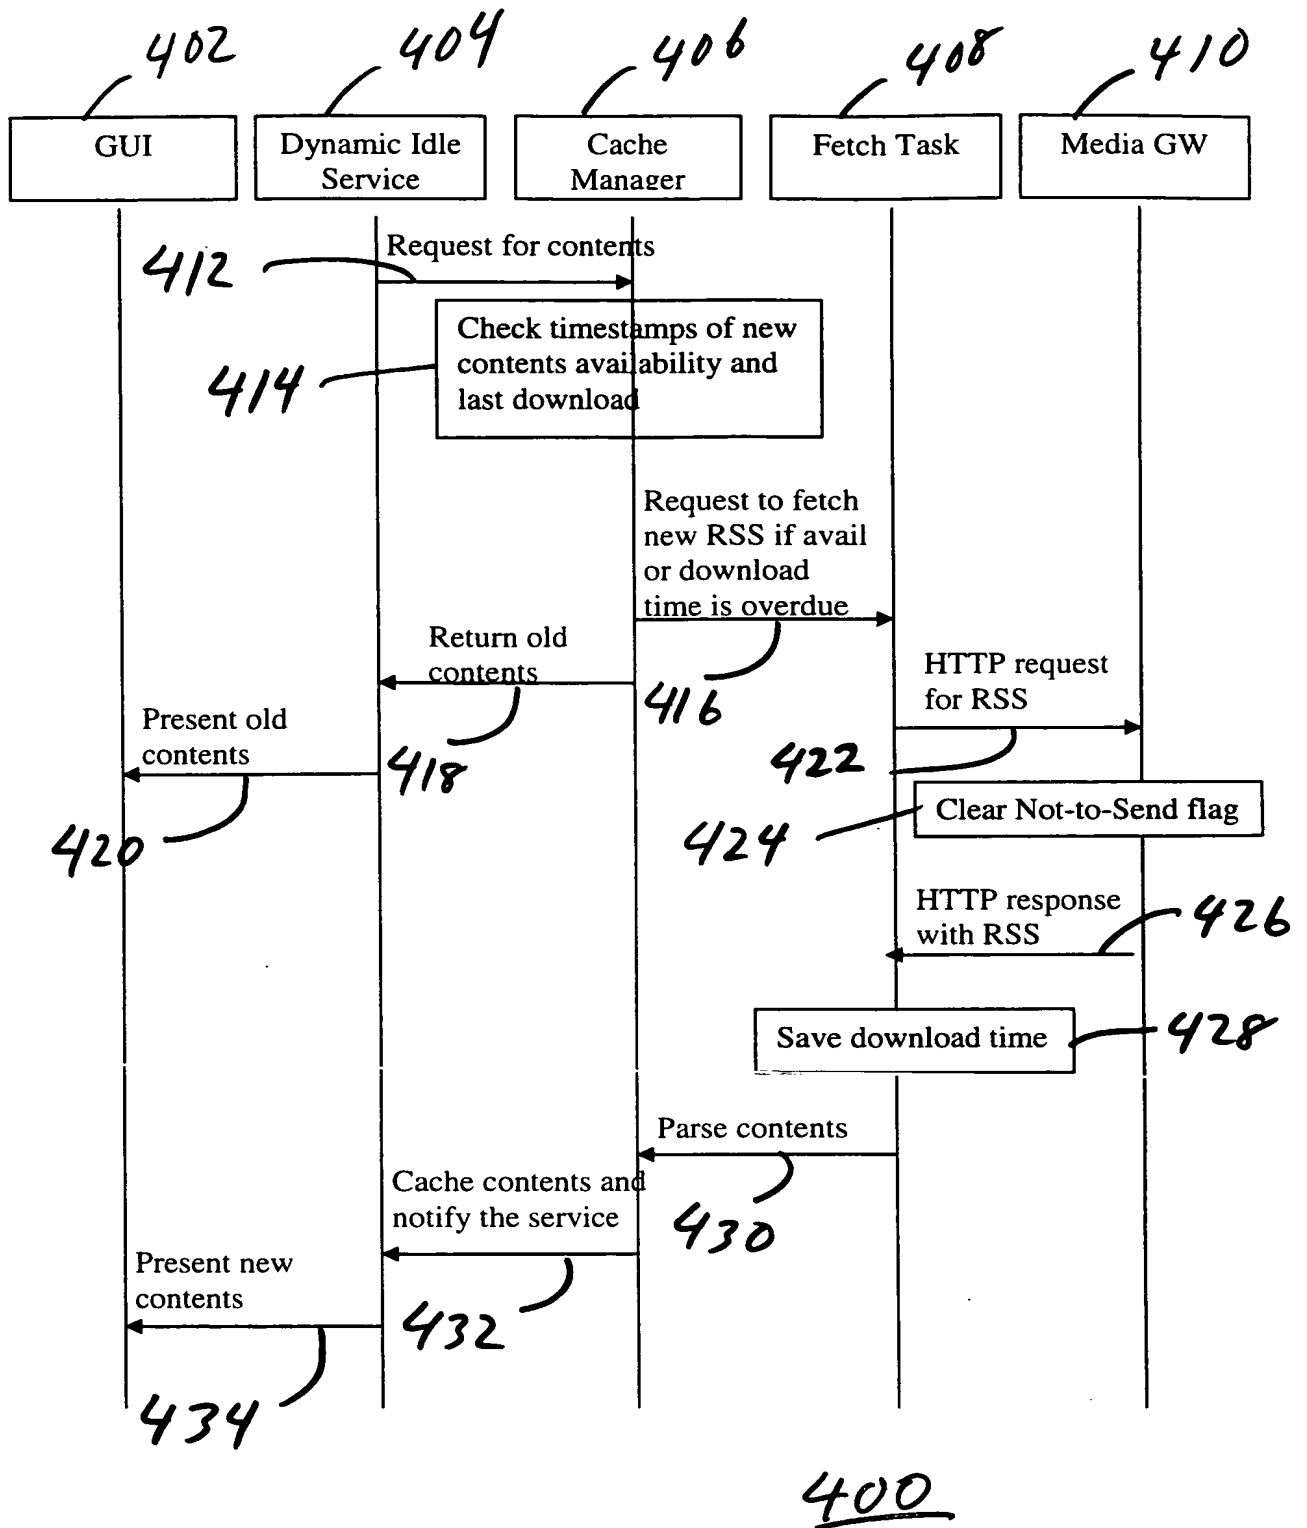 402
404
406
408
410
GUI
Dynamic Idle
Service
Cache
Manager
Fetch Task
Media GW
Request for contents
412
Check timestamps of new
contents availability and
last download
414
Request to fetch
new RSS if avail
or download
time is overdue
416
Return old
contents
418
HTTP request
for RSS
422
Present old
contents
420
Clear Not-to-Send flag
424
HTTP response
with RSS
426
Save download time
428
Parse contents
430
Cache contents and
notify the service
432
Present new
contents
434
400